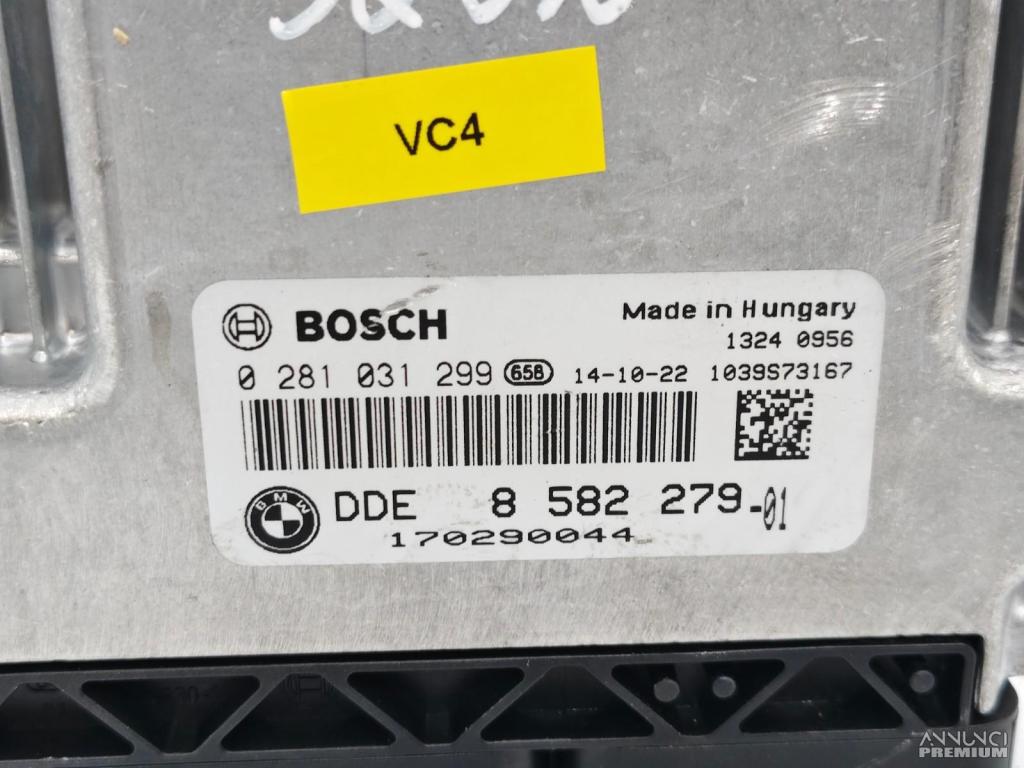 VC4
BOSCH
Made in Hungary
1324 0956
0 281 031 299 658 14-10-22 1039S73167
BMW
DDE 8 582 279-01
170290044
ANNUNCI
PREMIUM